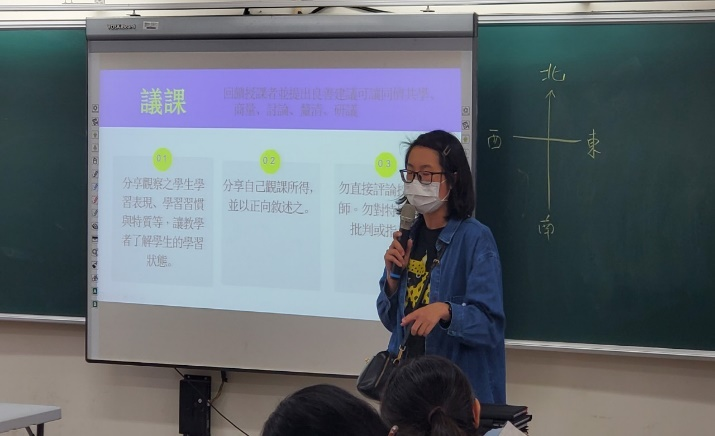 議課
01
分享觀察之學生學
習表現、學習習慣
與特質等，讓教學
者了解學生的學習
狀態。
02
分享自己觀課所得，
並以正向敘述之。
03
勿直接評論
師。勿對特
批判或指
北
西
東
南